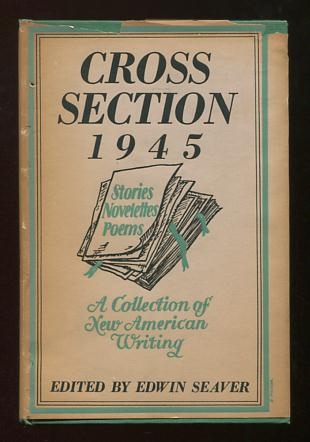 CROSS
SECTION
1945
Stories
Novelettes
Poems
A Collection of
New American
Writing
EDITED BY EDWIN SEAVER